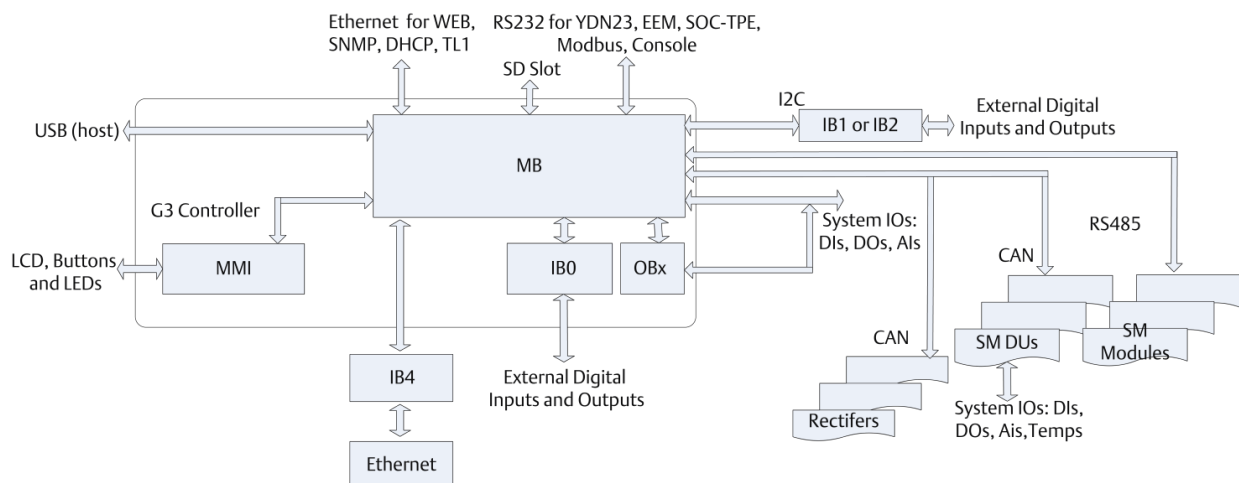 Ethernet for WEB,
SNMP, DHCP, TL1
RS232 for YDN23, EEM, SOC-TPE,
Modbus, Console
SD Slot
USB (host)
MB
I2C
IB1 or IB2
External Digital
Inputs and Outputs
G3 Controller
System IOs:
DIs, DOs, AIs
RS485
LCD, Buttons
and LEDs
MMI
IB0
OBx
CAN
CAN
SM DUs
SM
Modules
IB4
External Digital
Inputs and Outputs
Rectifers
System IOs: DIs,
DOs, Ais,Temps
Ethernet